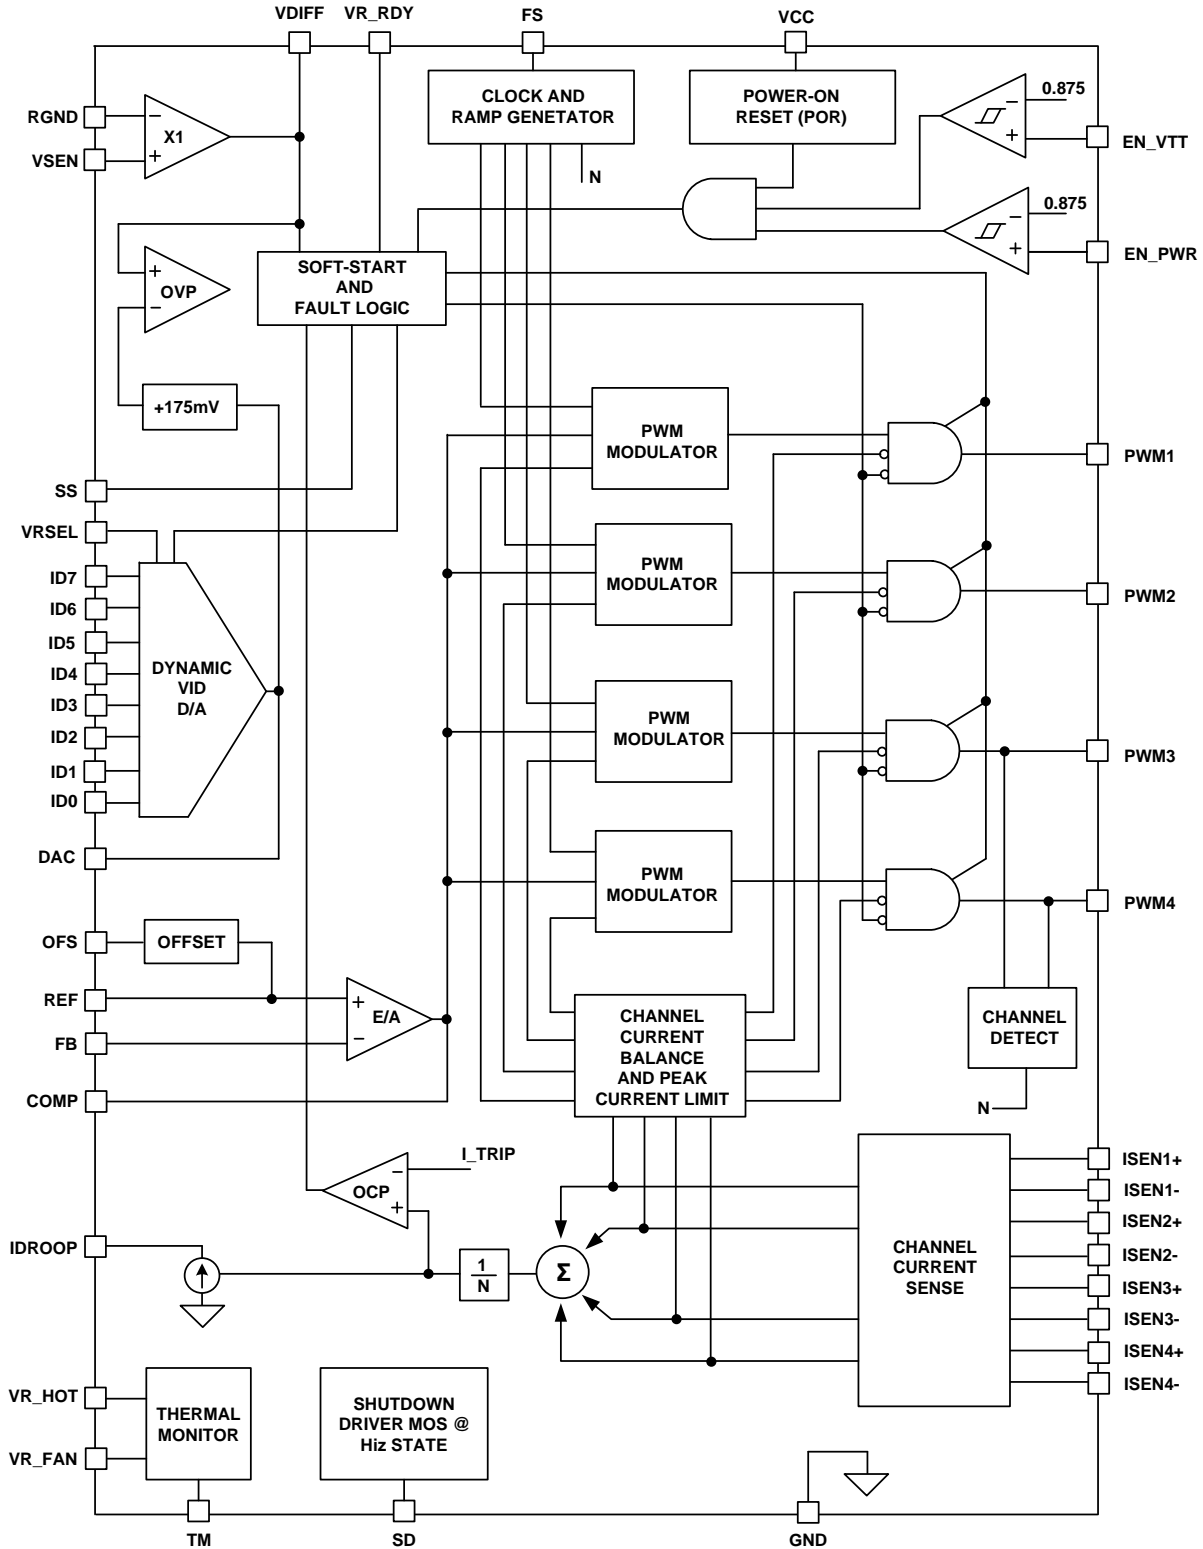 VDIFF
VR_RDY
FS
VCC
RGND
VSEN
−
+
X1
CLOCK AND
RAMP GENETATOR
N
POWER-ON
RESET (POR)
0.875
−
+
EN_VTT
0.875
−
+
EN_PWR
+
−
OVP
SOFT-START
AND
FAULT LOGIC
+175mV
PWM
MODULATOR
PWM1
SS
VRSEL
ID7
ID6
ID5
ID4
ID3
ID2
ID1
ID0
DYNAMIC
VID
D/A
PWM
MODULATOR
PWM2
PWM
MODULATOR
PWM3
DAC
PWM
MODULATOR
PWM4
OFS
OFFSET
REF
FB
+
−
E/A
COMP
CHANNEL
CURRENT
BALANCE
AND PEAK
CURRENT LIMIT
CHANNEL
DETECT
N
I_TRIP
−
+
OCP
IDROOP
1
N
Σ
CHANNEL
CURRENT
SENSE
ISEN1+
ISEN1-
ISEN2+
ISEN2-
ISEN3+
ISEN3-
ISEN4+
ISEN4-
VR_HOT
VR_FAN
THERMAL
MONITOR
SHUTDOWN
DRIVER MOS @
Hiz STATE
TM
SD
GND